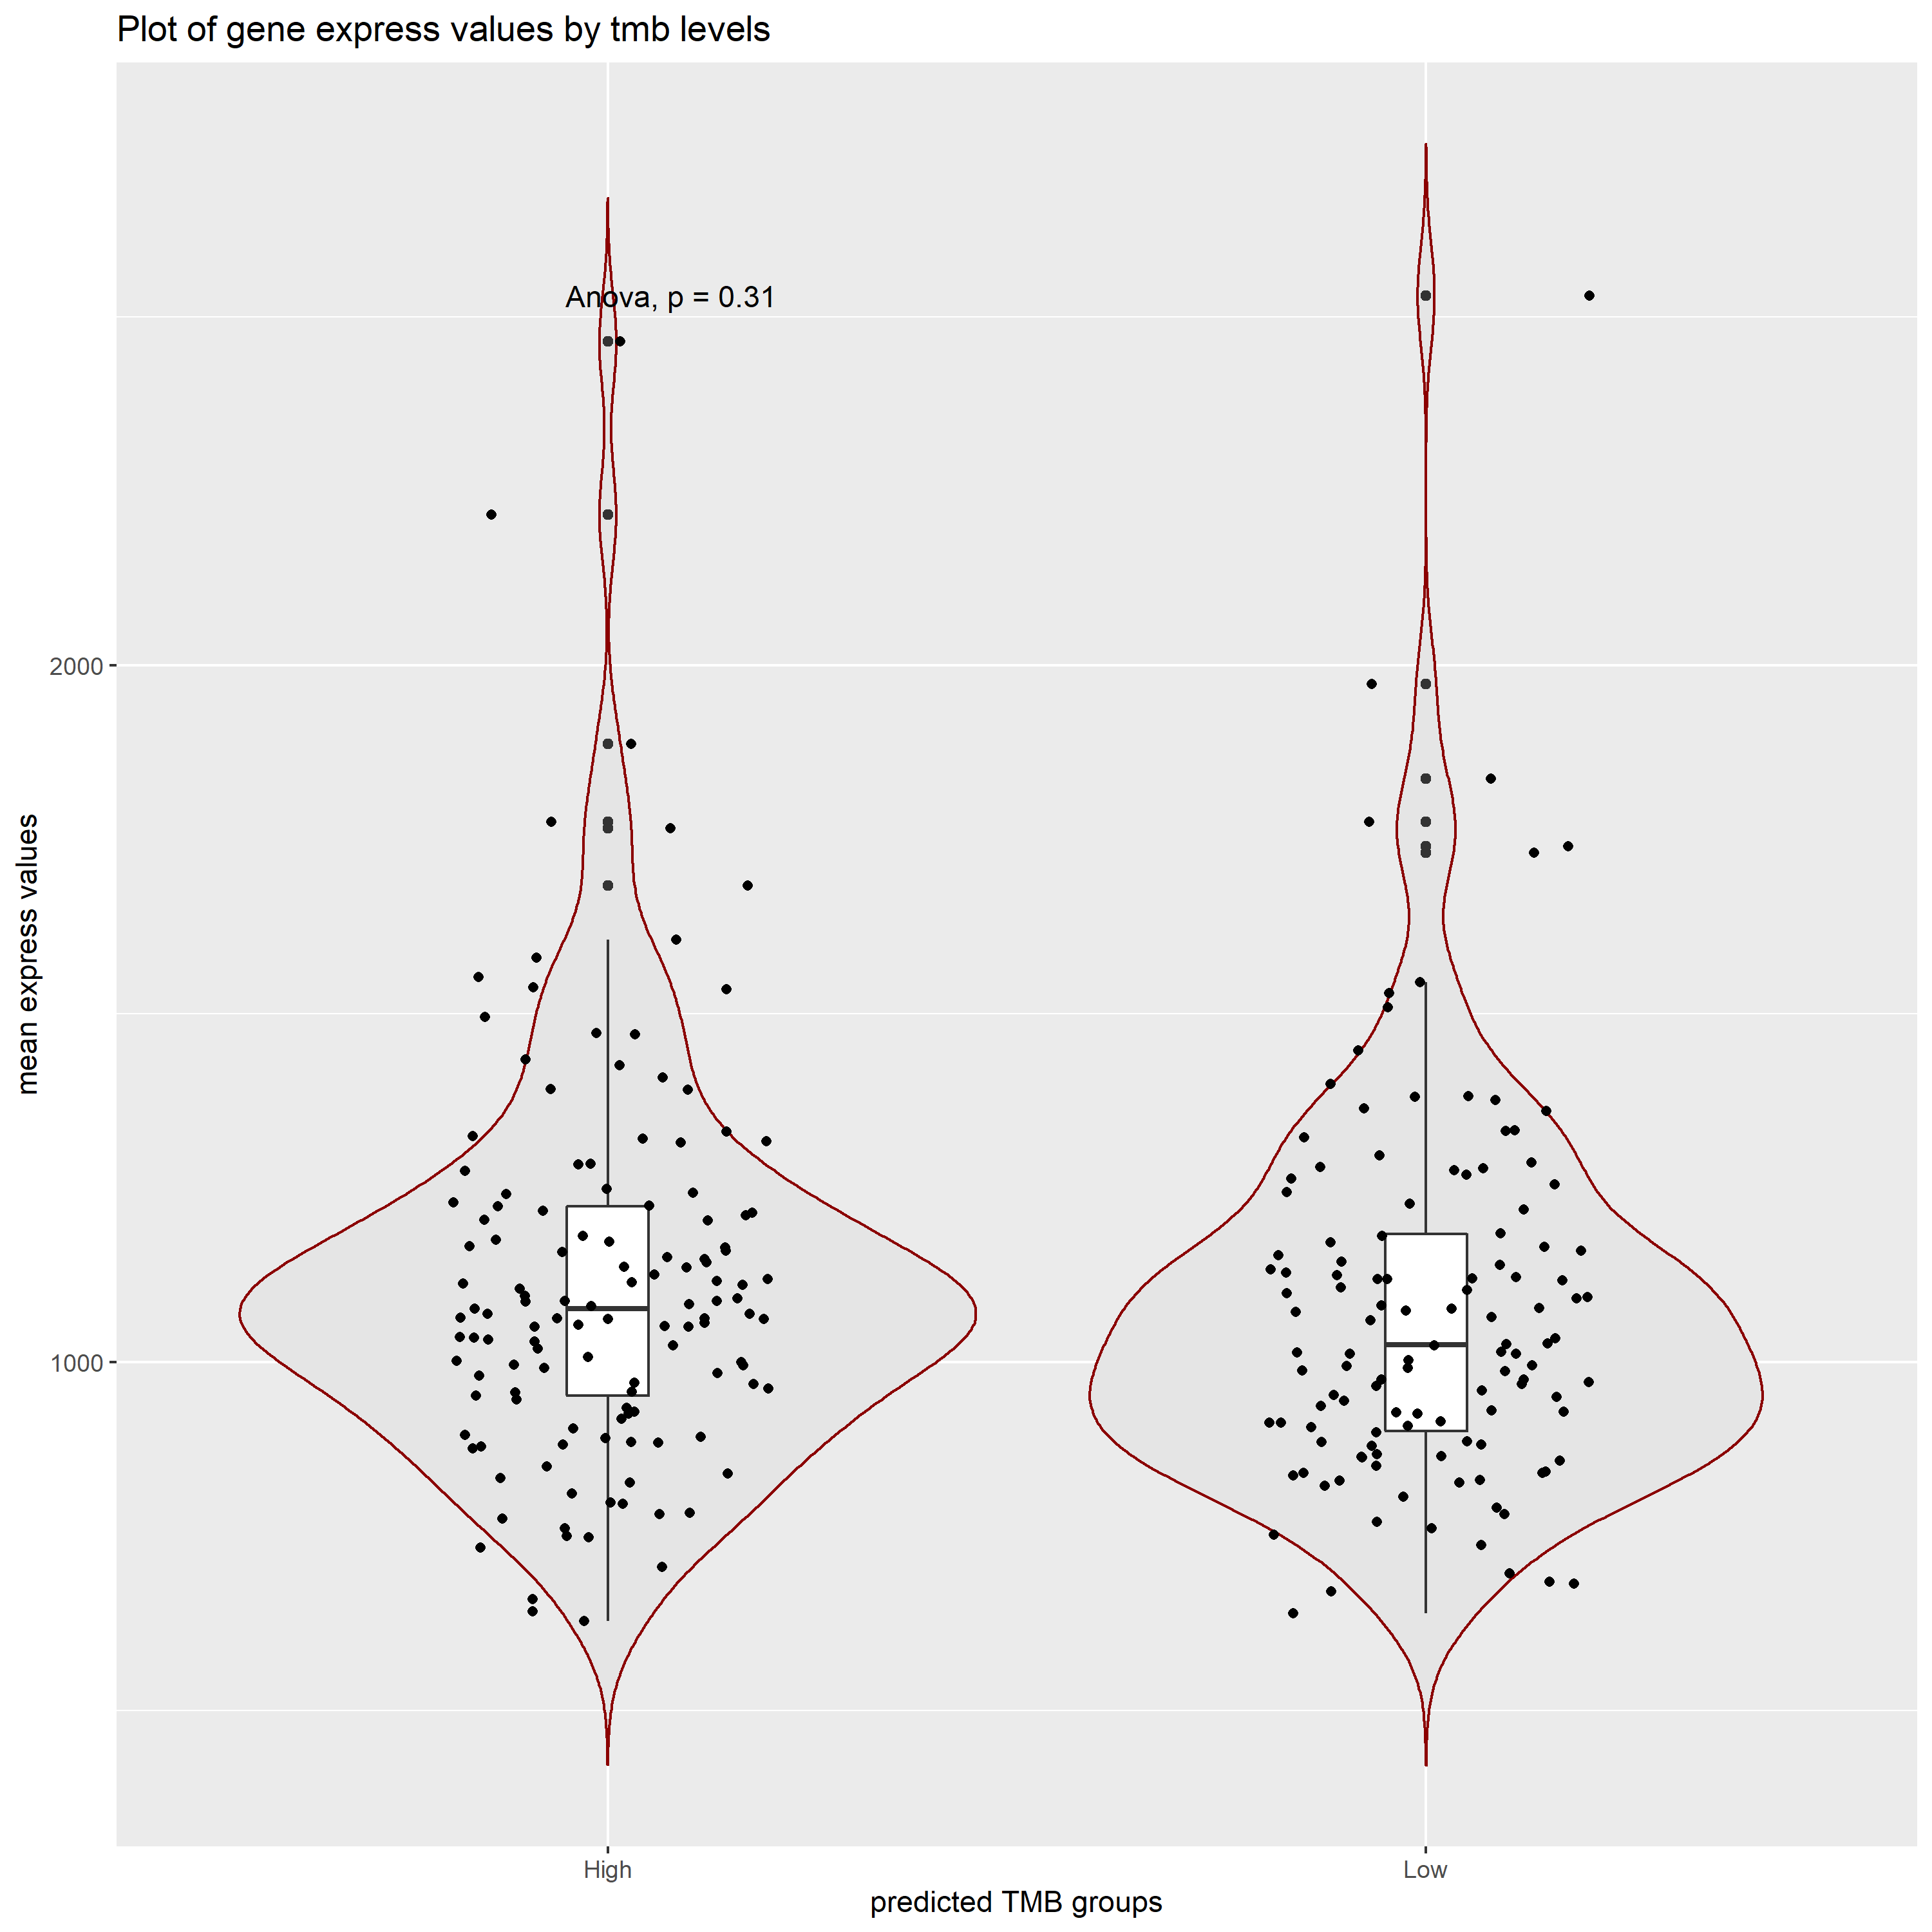 Plot of gene express values by tmb levels
Anova, p = 0.31
2000
1000
mean express values
High
Low
predicted TMB groups